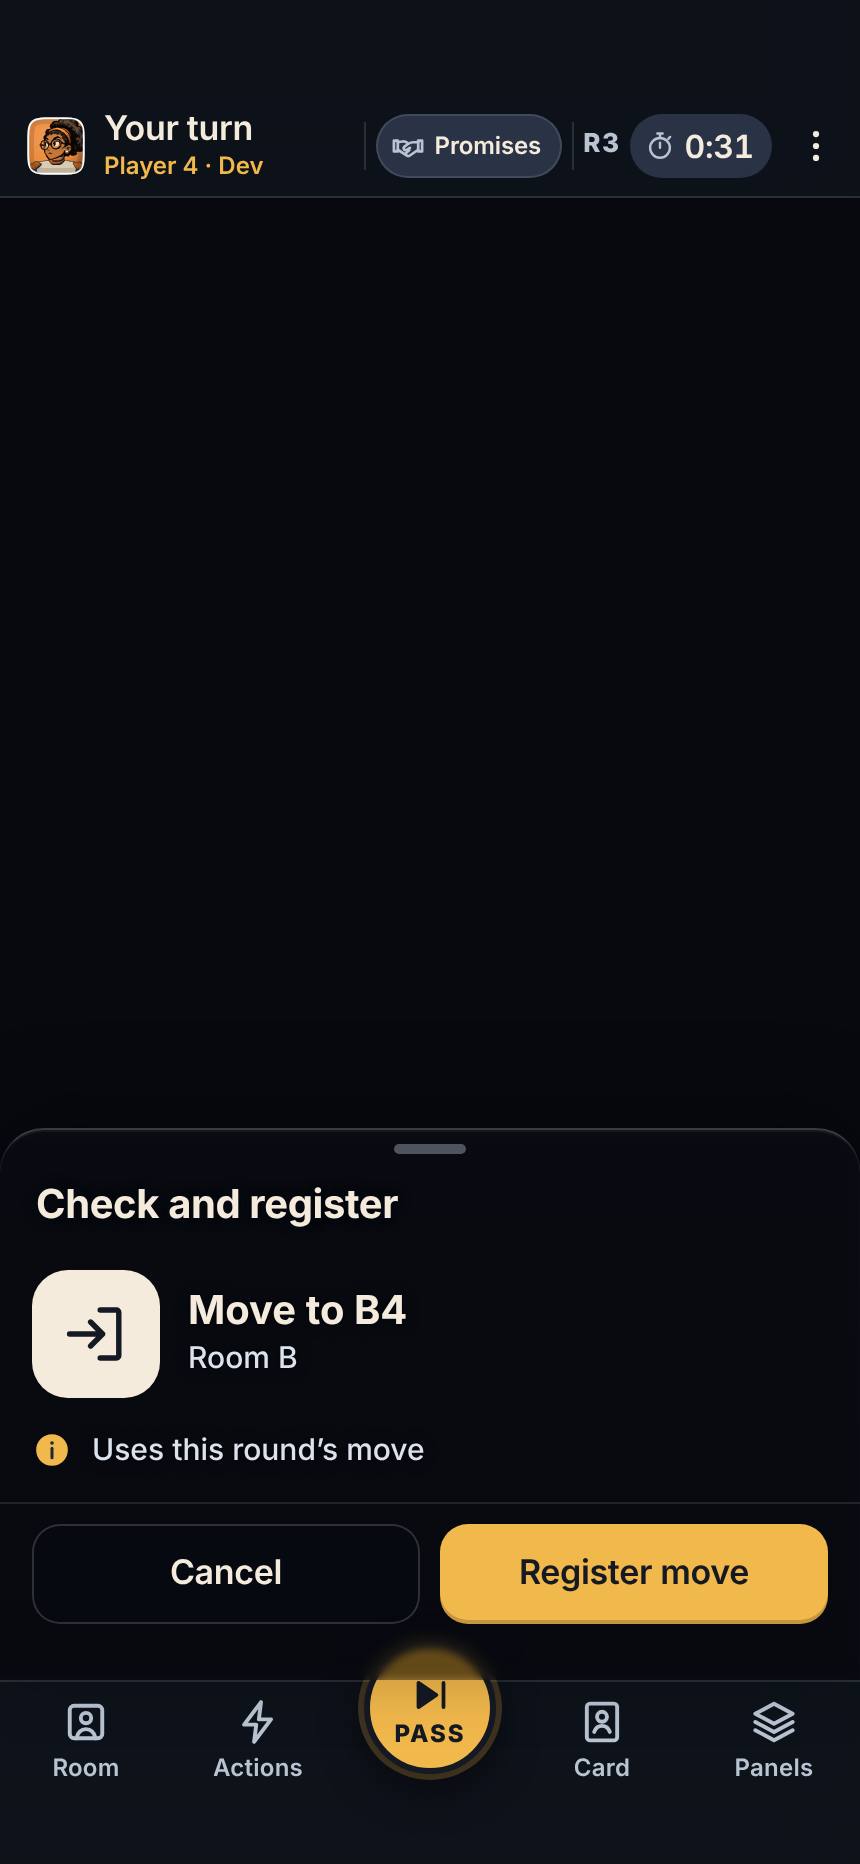 Your turn
Player 4 · Dev
Promises
R3
0:31
Check and register
Move to B4
Room B
Uses this round’s move
Cancel
Register move
Room
Actions
PASS
Card
Panels